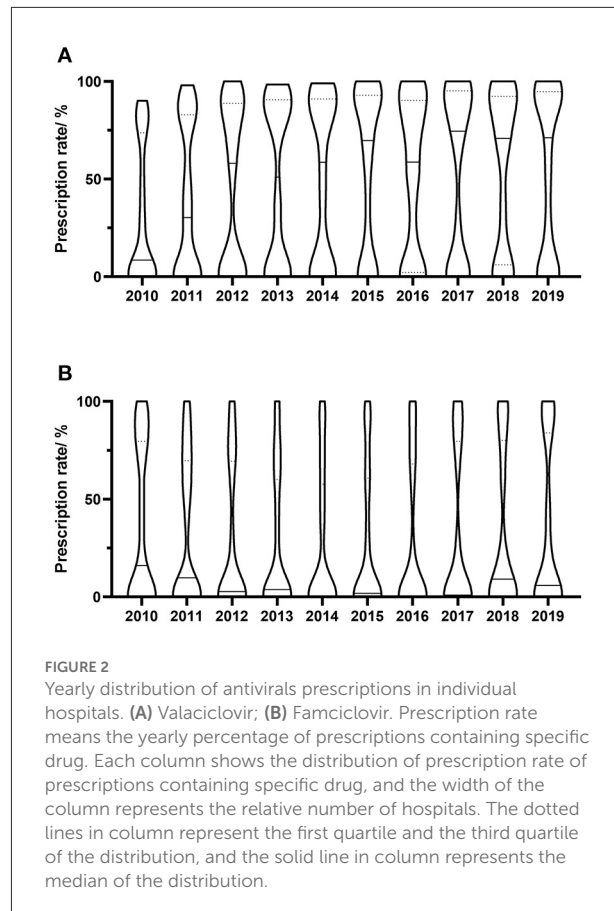 A
Prescription rate/ %
100
50
0
2010 2011 2012 2013 2014 2015 2016 2017 2018 2019
B
Prescription rate/ %
100
50
0
2010 2011 2012 2013 2014 2015 2016 2017 2018 2019
FIGURE 2
Yearly distribution of antivirals prescriptions in individual
hospitals. (A) Valaciclovir; (B) Famciclovir. Prescription rate
means the yearly percentage of prescriptions containing specific
drug. Each column shows the distribution of prescription rate of
prescriptions containing specific drug, and the width of the
column represents the relative number of hospitals. The dotted
lines in column represent the first quartile and the third quartile
of the distribution, and the solid line in column represents the
median of the distribution.